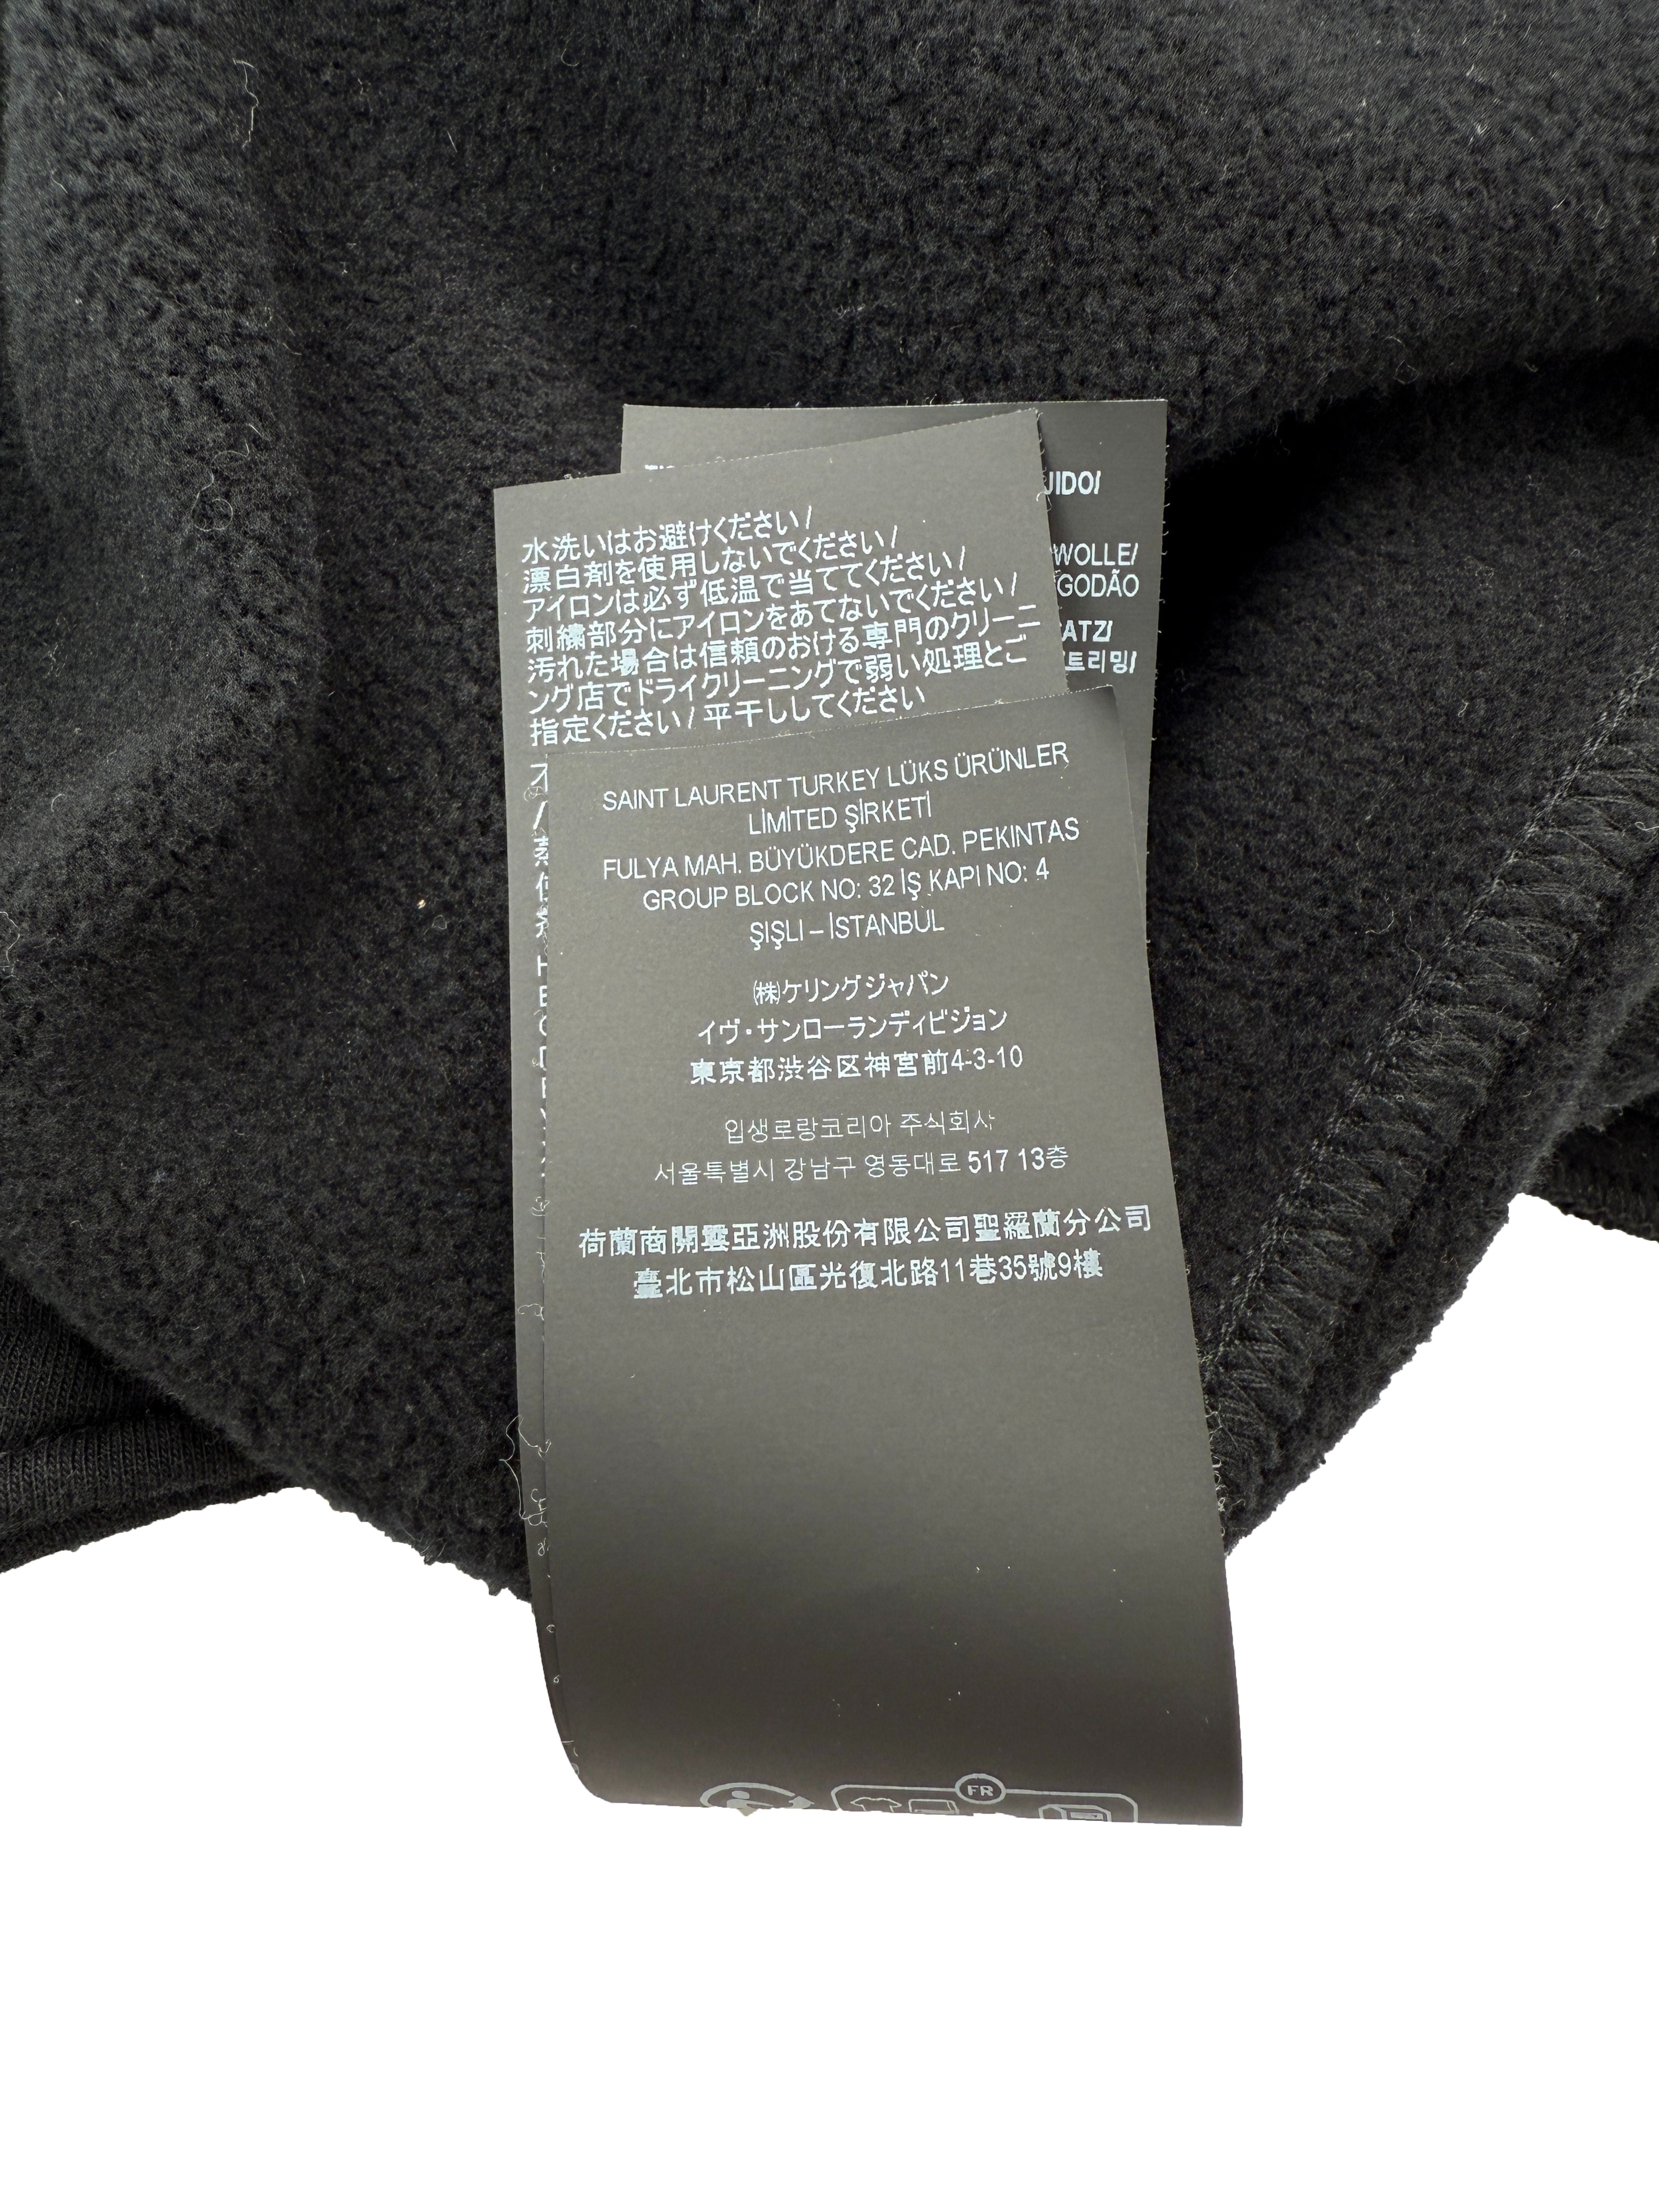 JIDO/
WOLLE/
GODÃO
ATZ/
트리밍/
水洗いはお避けください/
漂白剤を使用しないでください/
アイロンは必ず低温で当ててください/
刺繍部分にアイロンをあてないでください/
汚れた場合は信頼のおける専門のクリーニ
ング店でドライクリーニングで弱い処理とご
指定ください/ 平干ししてください
SAINT LAURENT TURKEY LÜKS ÜRÜNLER
LİMİTED ŞİRKETİ
FULYA MAH. BÜYÜKDERE CAD. PEKINTAS
GROUP BLOCK NO: 32 İŞ KAPI NO: 4
ŞIŞLI – İSTANBUL
㈱ケリングジャパン
イヴ・サンローランディビジョン
東京都渋谷区神宮前4-3-10
입생로랑코리아 주식회사
서울특별시 강남구 영동대로 517 13층
荷蘭商開雲亞洲股份有限公司聖羅蘭分公司
臺北市松山區光復北路11巷35號9樓
FR